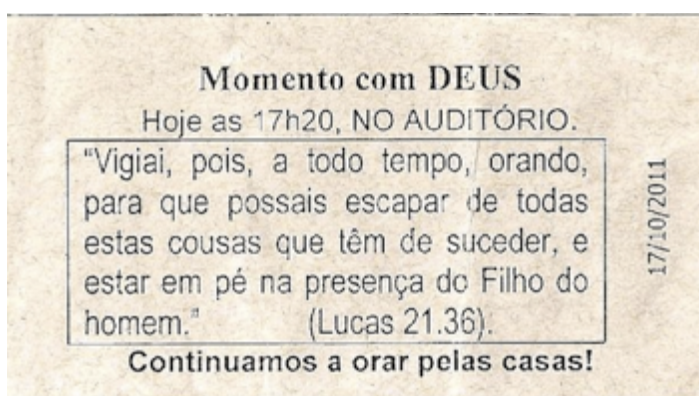 Momento com DEUS
Hoje as 17h20, NO AUDITÓRIO.
"Vigiai, pois, a todo tempo, orando,
para que possais escapar de todas
estas cousas que têm de suceder, e
estar em pé na presença do Filho do
homem." (Lucas 21.36).
Continuamos a orar pelas casas!
17/10/2011